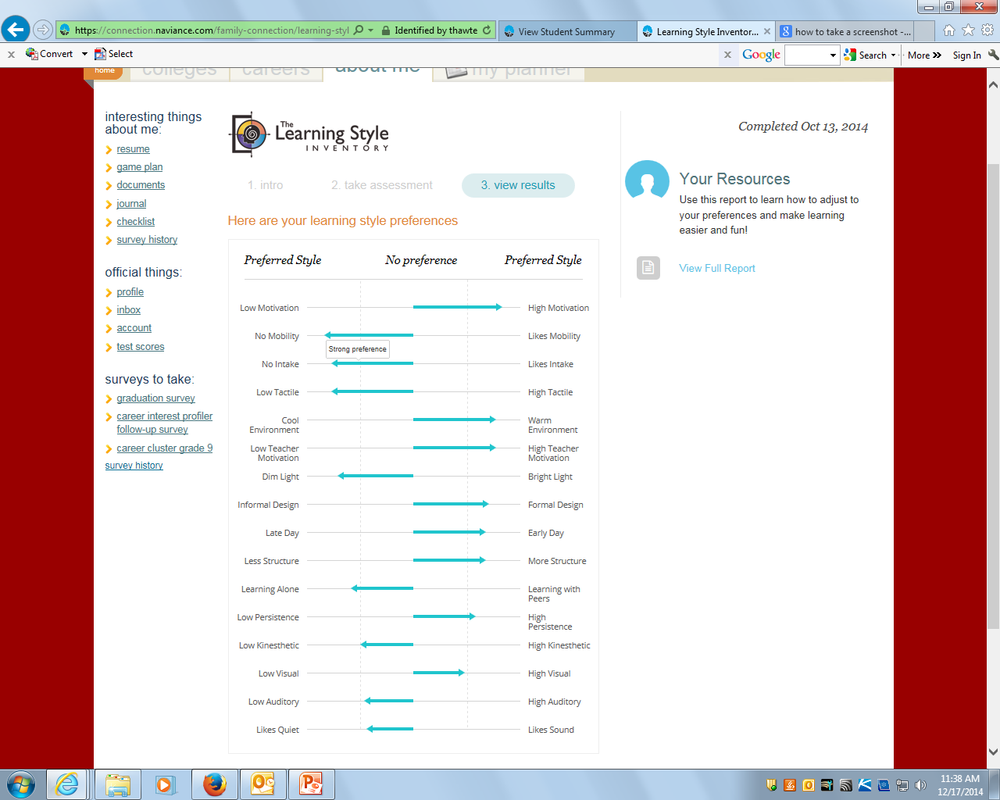 https://connection.naviance.com/family-connection/learning-styl
Identified by thawte
View Student Summary
Learning Style Inventor...
how to take a screenshot -...
x Convert Select
x Google Search More » Sign In
home colleges careers about me my planner
interesting things
about me:
resume
game plan
documents
journal
checklist
survey history
official things:
profile
inbox
account
test scores
surveys to take:
graduation survey
career interest profiler
follow-up survey
career cluster grade 9
survey history
The
Learning Style
INVENTORY
1. intro 2. take assessment 3. view results
Here are your learning style preferences
Preferred Style No preference Preferred Style
Low Motivation High Motivation
No Mobility Likes Mobility
Strong preference
No Intake Likes Intake
Low Tactile High Tactile
Cool Warm
Environment Environment
Low Teacher High Teacher
Motivation Motivation
Dim Light Bright Light
Informal Design Formal Design
Late Day Early Day
Less Structure More Structure
Learning Alone Learning with
Peers
Low Persistence High
Persistence
Low Kinesthetic High Kinesthetic
Low Visual High Visual
Low Auditory High Auditory
Likes Quiet Likes Sound
Completed Oct 13, 2014
Your Resources
Use this report to learn how to adjust to
your preferences and make learning
easier and fun!
View Full Report
11:38 AM
12/17/2014